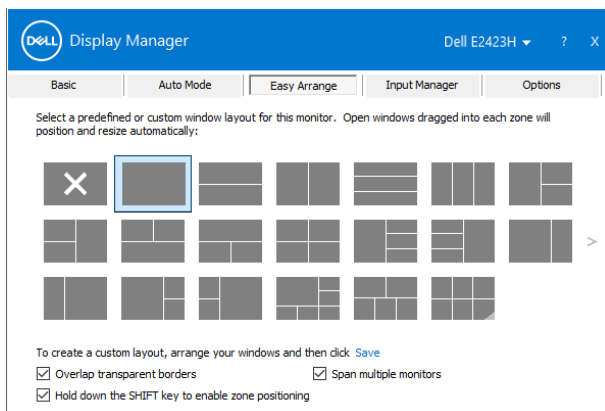 DELL Display Manager Dell E2423H ? X
Basic Auto Mode Easy Arrange Input Manager Options
Select a predefined or custom window layout for this monitor. Open windows dragged into each zone will
position and resize automatically:
>
To create a custom layout, arrange your windows and then click Save
Overlap transparent borders Span multiple monitors
Hold down the SHIFT key to enable zone positioning